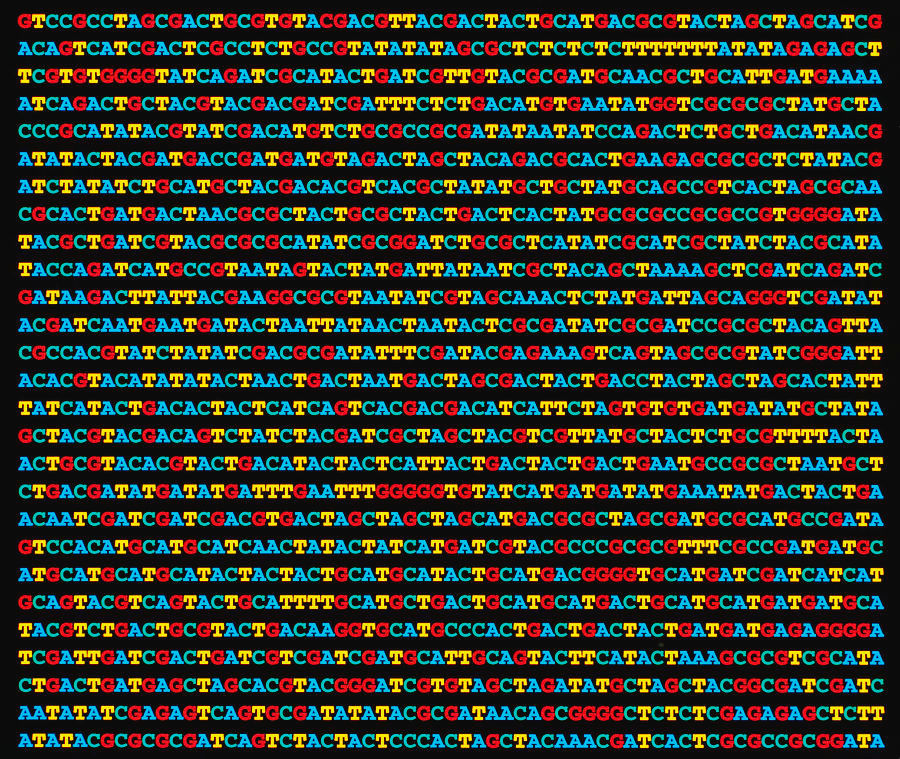 GTCCGCCTAGCGACTGCGTGTACGACGTTACGACTACTGCATGACGCGTACTAGCTAGCATCG
ACAGTCATCGACTCGCCTCTGCCGTATATATAGCGCTCTCTCTCTTTTTTTATATAGAGAGCT
TCGTGTGGGGTATCAGATCGCATACTGATCGTTGTACGCGATGCAACGCTGCATTGATGAAAA
ATCAGACTGCTACGTACGACGATCGATTTCTCTGACATGTGAATATGGTCGCGCGCTATGCTA
CCCGCATATACGTATCGACATGTCTGCGCCGCGATATAATATCCAGACTCTGCTGACATAACG
ATATACTACGATGACCGATGATGTAGACTAGCTACAGACGCACTGAAGAGCGCGCTCTATACG
ATCTATATCTGCATGCTACGACACGTCACGCTATATGCTGCTATGCAGCCGTCACTAGCGCAA
CGCACTGATGACTAACGCGCTACTGCGCTACTGACTCACTATGCGCGCCGCGCCGTGGGGATA
TACGCTGATCGTACGCGCGCATATCGCGGATCTGCGCTCATATCGCATCGCTATCTACGCATA
TACCAGATCATGCCGTAATAGTACTATGATTATAATCGCTACAGCTAAAAGCTCGATCAGATC
GATAAGACTTATTACGAAGGCGCGTAATATCGTAGCAAACTCTATGATTAGCAGGGTCGATAT
ACGATCAATGAATGATACTAATTATAACTAATACTCGCGATATCGCGATCCGCGCTACAGTTA
CGCCACGTATCTATATCGACGCGATATTTCGATACGAGAAAGTCAGTAGCGCGTATCGGGATT
ACACGTACATATATACTAACTGACTAATGACTAGCGACTACTGACCTACTAGCTAGCACTATT
TATCATACTGACACTACTCATCAGTCACGACGACATCATTCTAGTGTGTGATGATATGCTATA
GCTACGTACGACAGTCTATCTACGATCGCTAGCTACGTCGTTATGCTACTCTGCGTTTTACTA
ACTGCGTACACGTACTGACATACTACTCATTACTGACTACTGACTGAATGCCGCGCTAATGCT
CTGACGATATGATATGATTTGAATTTGGGGGTGTATCATGATGATATGAAATATGACTACTGA
ACAATCGATCGATCGACGTGACTAGCTAGCTAGCATGACGCGCTAGCGATGCGCATGCCGATA
GTCCACATGCATGCATCAACTATACTATCATGATCGTACGCCCGCGCGTTTCGCCGATGATGC
ATGCATGCATGCATACTACTACTGCATGCATACTGCATGACGGGGTGCATGATCGATCATCAT
GCAGTACGTCAGTACTGCATTTTGCATGCTGACTGCATGCATGACTGCATGCATGATGATGCA
TACGTCTGACTGCGTACTGACAAGGTGCATGCCCACTGACTGACTACTGATGATGAGAGGGGA
TCGATTGATCGACTGATCGTCGATCGATGCATTGCAGTACTTCATACTAAAGCGCGTCGCATA
CTGACTGATGAGCTAGCACGTACGGGATCGTGTAGCTAGATATGCTAGCTACGGCGATCGATC
AATATATCGAGAGTCAGTGCGATATATACGCGATAACAGCGGGGCTCTCTCGAGAGAGCTCTT
ATATACGCGCGCGATCAGTCTACTACTCCCACTAGCTACAAACGATCACTCGCGCCGCGGATA